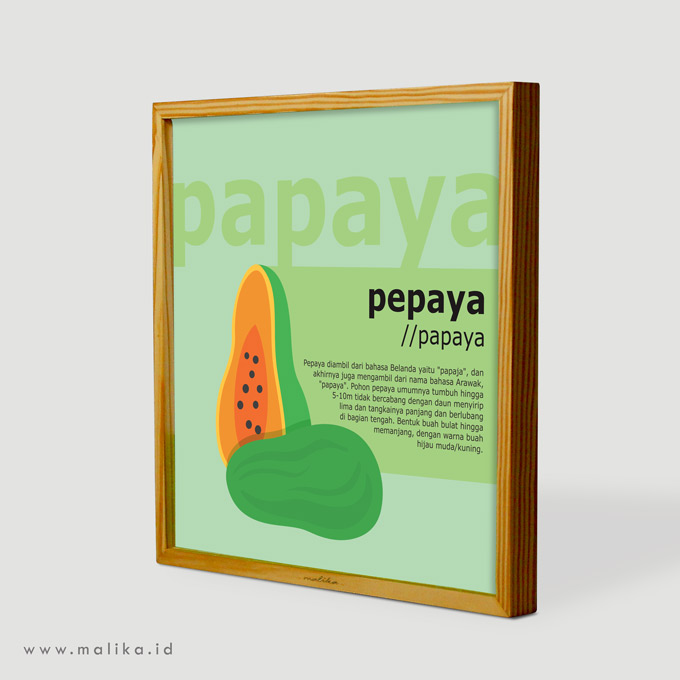 papaya
pepaya
//papaya
Pepaya diambil dari bahasa Belanda yaitu "papaja", dan
akhirnya juga mengambil dari nama bahasa Arawak,
"papaya". Pohon pepaya umumnya tumbuh hingga
5-10m tidak bercabang dengan daun menyirip
lima dan tangkainya panjang dan berlubang
di bagian tengah. Bentuk buah bulat hingga
memanjang, dengan warna buah
hijau muda/kuning.
malika
www.malika.id